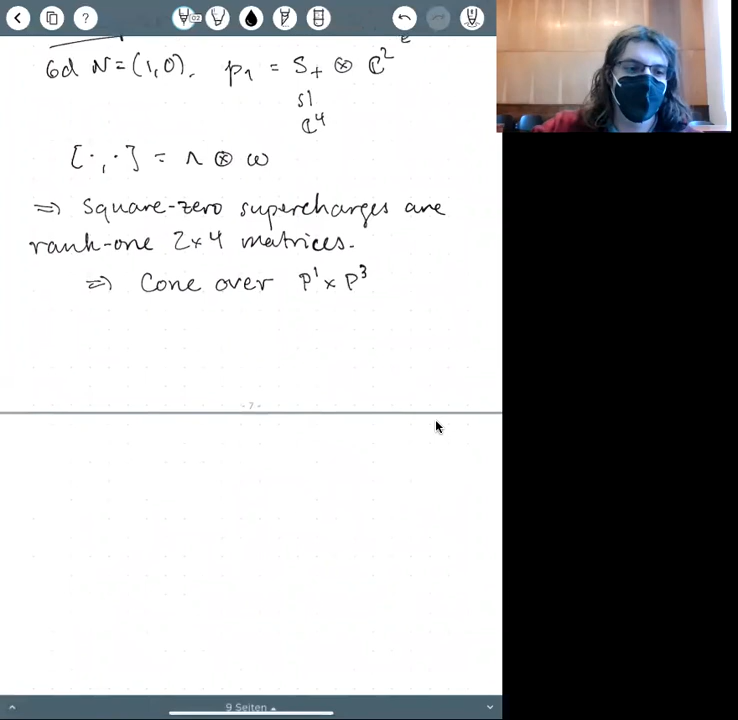 6d N=(1,0). p₁ = S₊ ⊗ ℂ²
S|
ℂ⁴
[·,·] = ∧ ⊗ ω
⇒ Square-zero supercharges are
rank-one 2×4 matrices.
⇒ Cone over P¹ × P³
- 7 -
9 Seiten